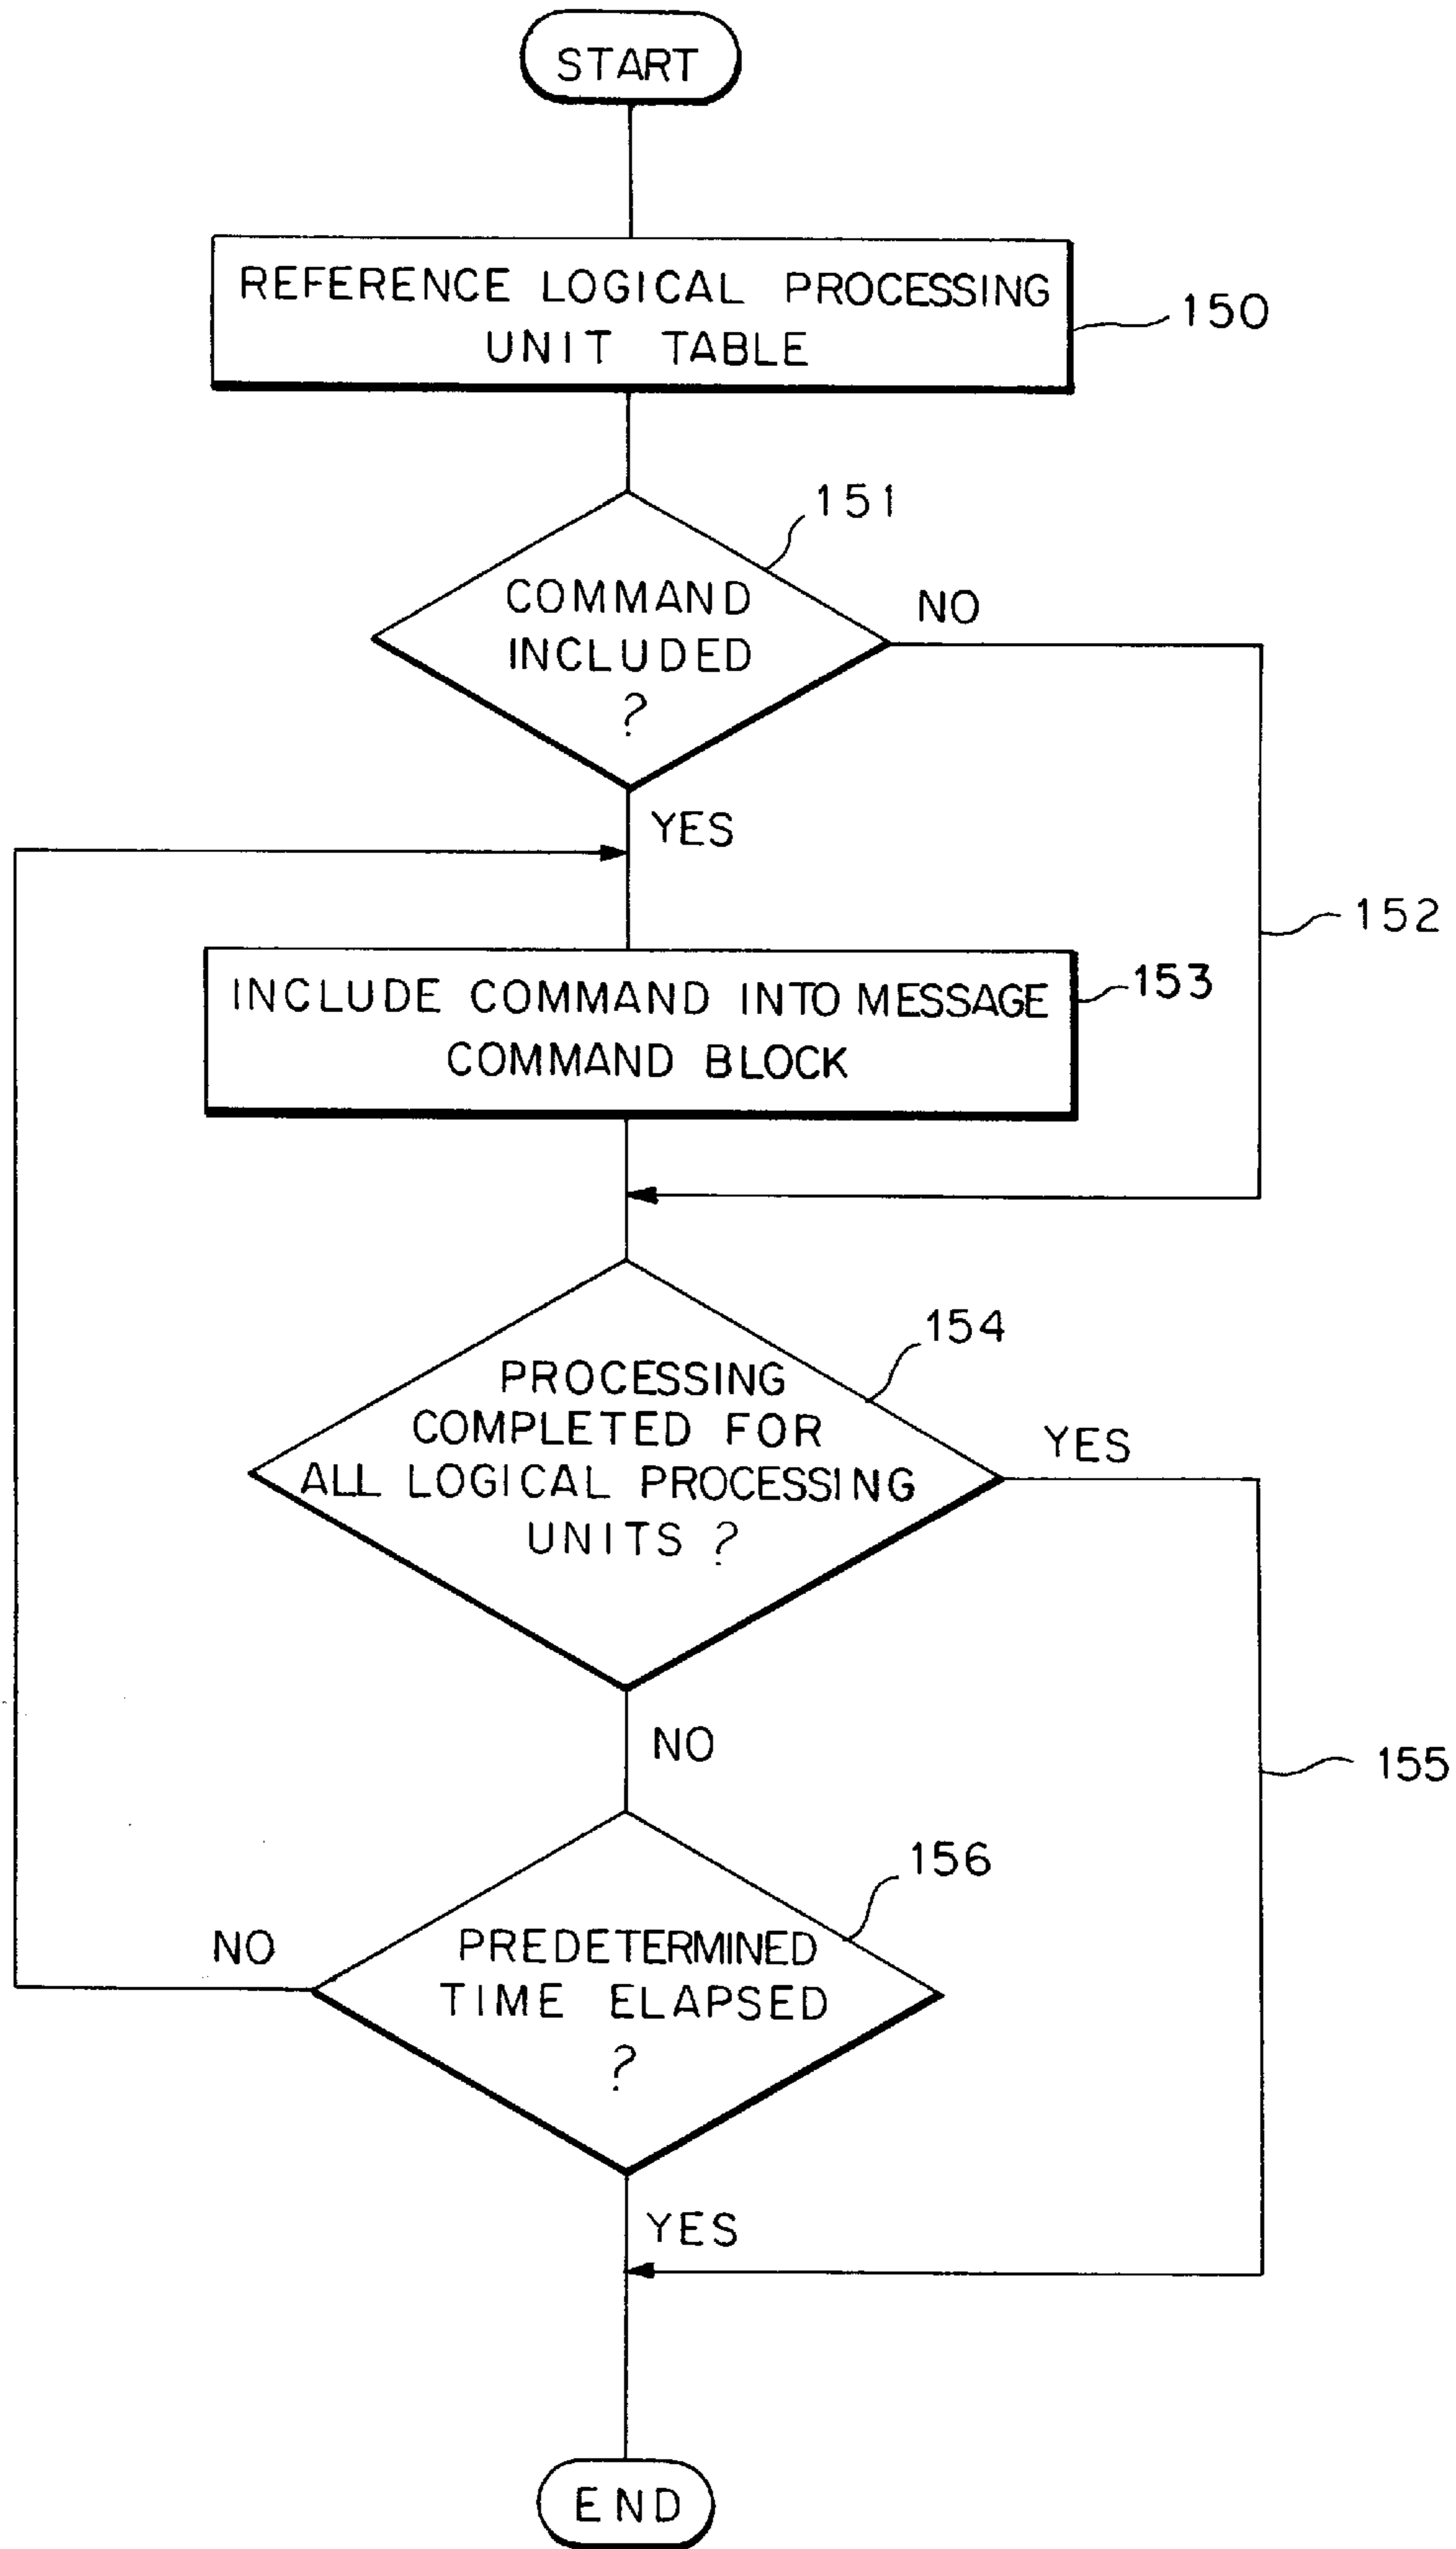 START
REFERENCE LOGICAL PROCESSING
UNIT TABLE
150
151
COMMAND
INCLUDED
?
NO
YES
152
INCLUDE COMMAND INTO MESSAGE
COMMAND BLOCK
153
154
PROCESSING
COMPLETED FOR
ALL LOGICAL PROCESSING
UNITS ?
YES
NO
155
156
PREDETERMINED
TIME ELAPSED
?
NO
YES
END